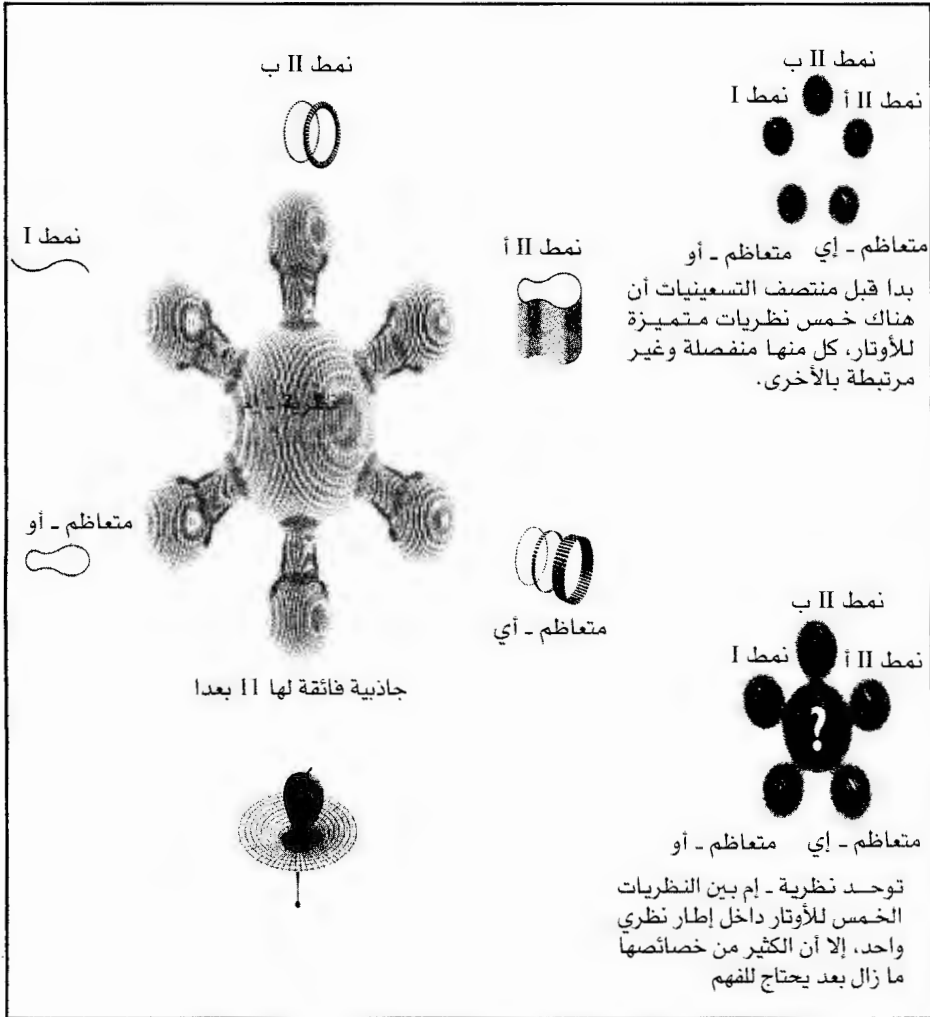 نمط II ب
نمط I
نمط II أ
متعاظم ـ أو
متعاظم ـ أي
جاذبية فائقة لها 11 بعدا
نمط II ب
نمط I
نمط II أ
متعاظم ـ أو
متعاظم ـ إي
بدا قبل منتصف التسعينيات أن
هناك خمس نظريات متميزة
للأوتار، كل منها منفصلة وغير
مرتبطة بالأخرى.
نمط II ب
نمط I
نمط II أ
?
متعاظم ـ أو
متعاظم ـ إي
توحد نظرية ـ إم بين النظريات
الخمس للأوتار داخل إطار نظري
واحد، إلا أن الكثير من خصائصها
ما زال بعد يحتاج للفهم